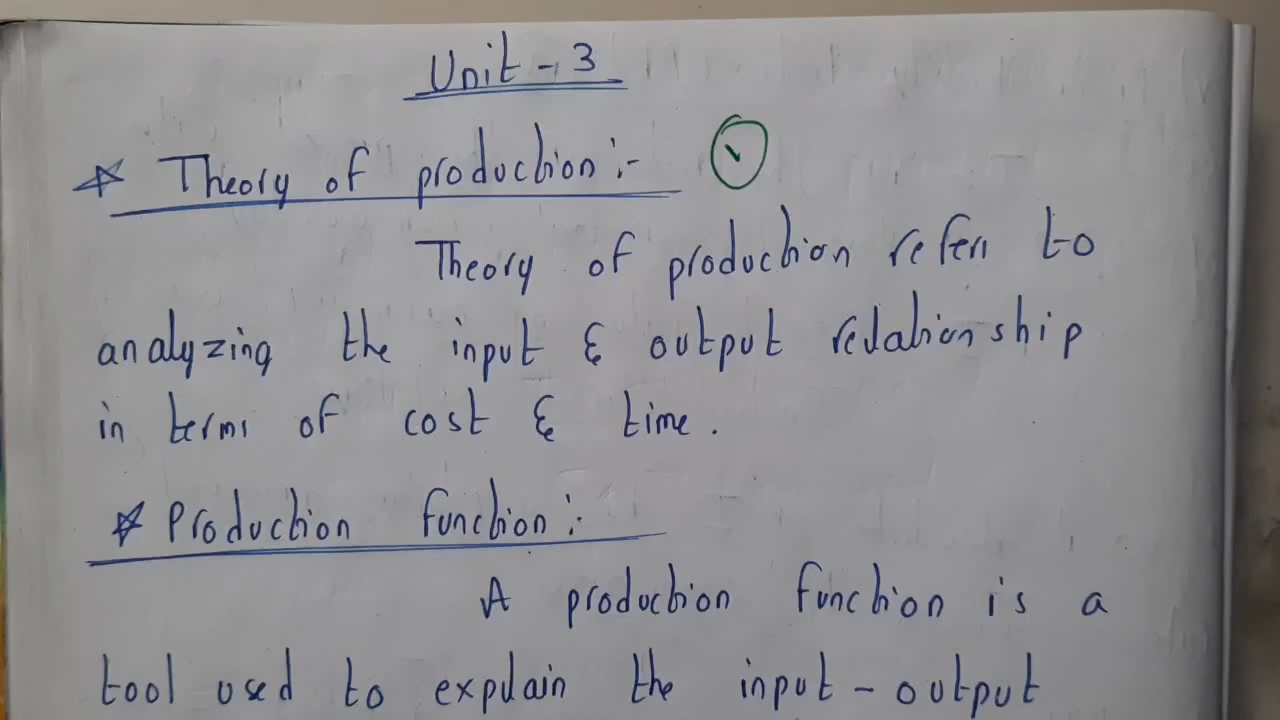 Unit - 3
☆ Theory of production :-
Theory of production refers to
analyzing the input & output relationship
in terms of cost & time.
☆ Production function :-
A production function is a
tool used to explain the input - output